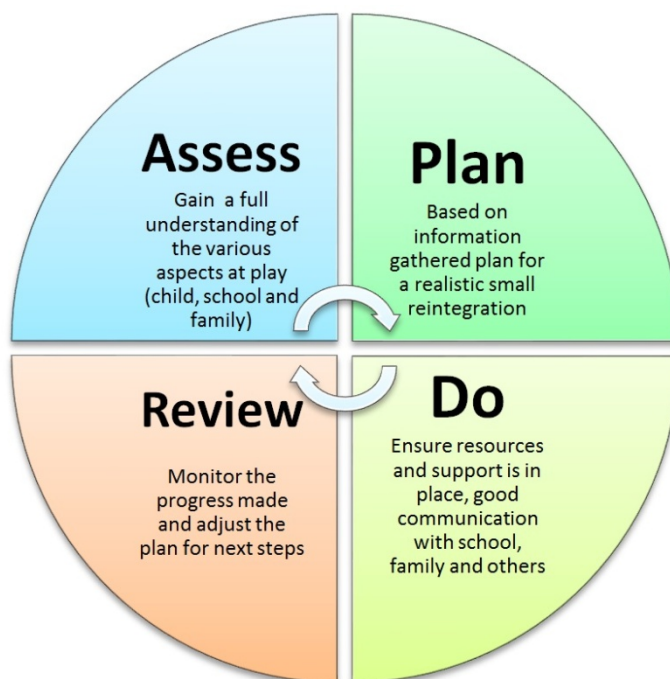 Assess
Gain a full
understanding of
the various
aspects at play
(child, school and
family)
Plan
Based on
information
gathered plan for
a realistic small
reintegration
Review
Monitor the
progress made
and adjust the
plan for next steps
Do
Ensure resources
and support is in
place, good
communication
with school,
family and others